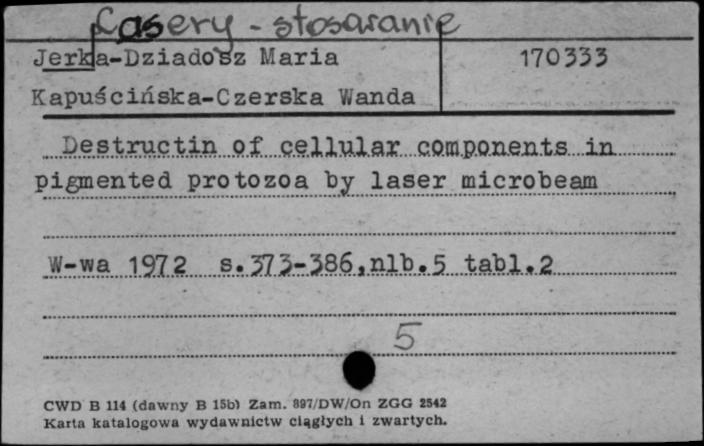 Lasery - stosowanie
Jerka-Dziadosz Maria 170333
Kapuścińska-Czerska Wanda
Destructin of cellular components in
pigmented protozoa by laser microbeam
W-wa 1972 s.373-386,nlb.5 tabl.2
5
CWD B 114 (dawny B 15b) Zam. 897/DW/On ZGG 2542
Karta katalogowa wydawnictw ciągłych i zwartych.